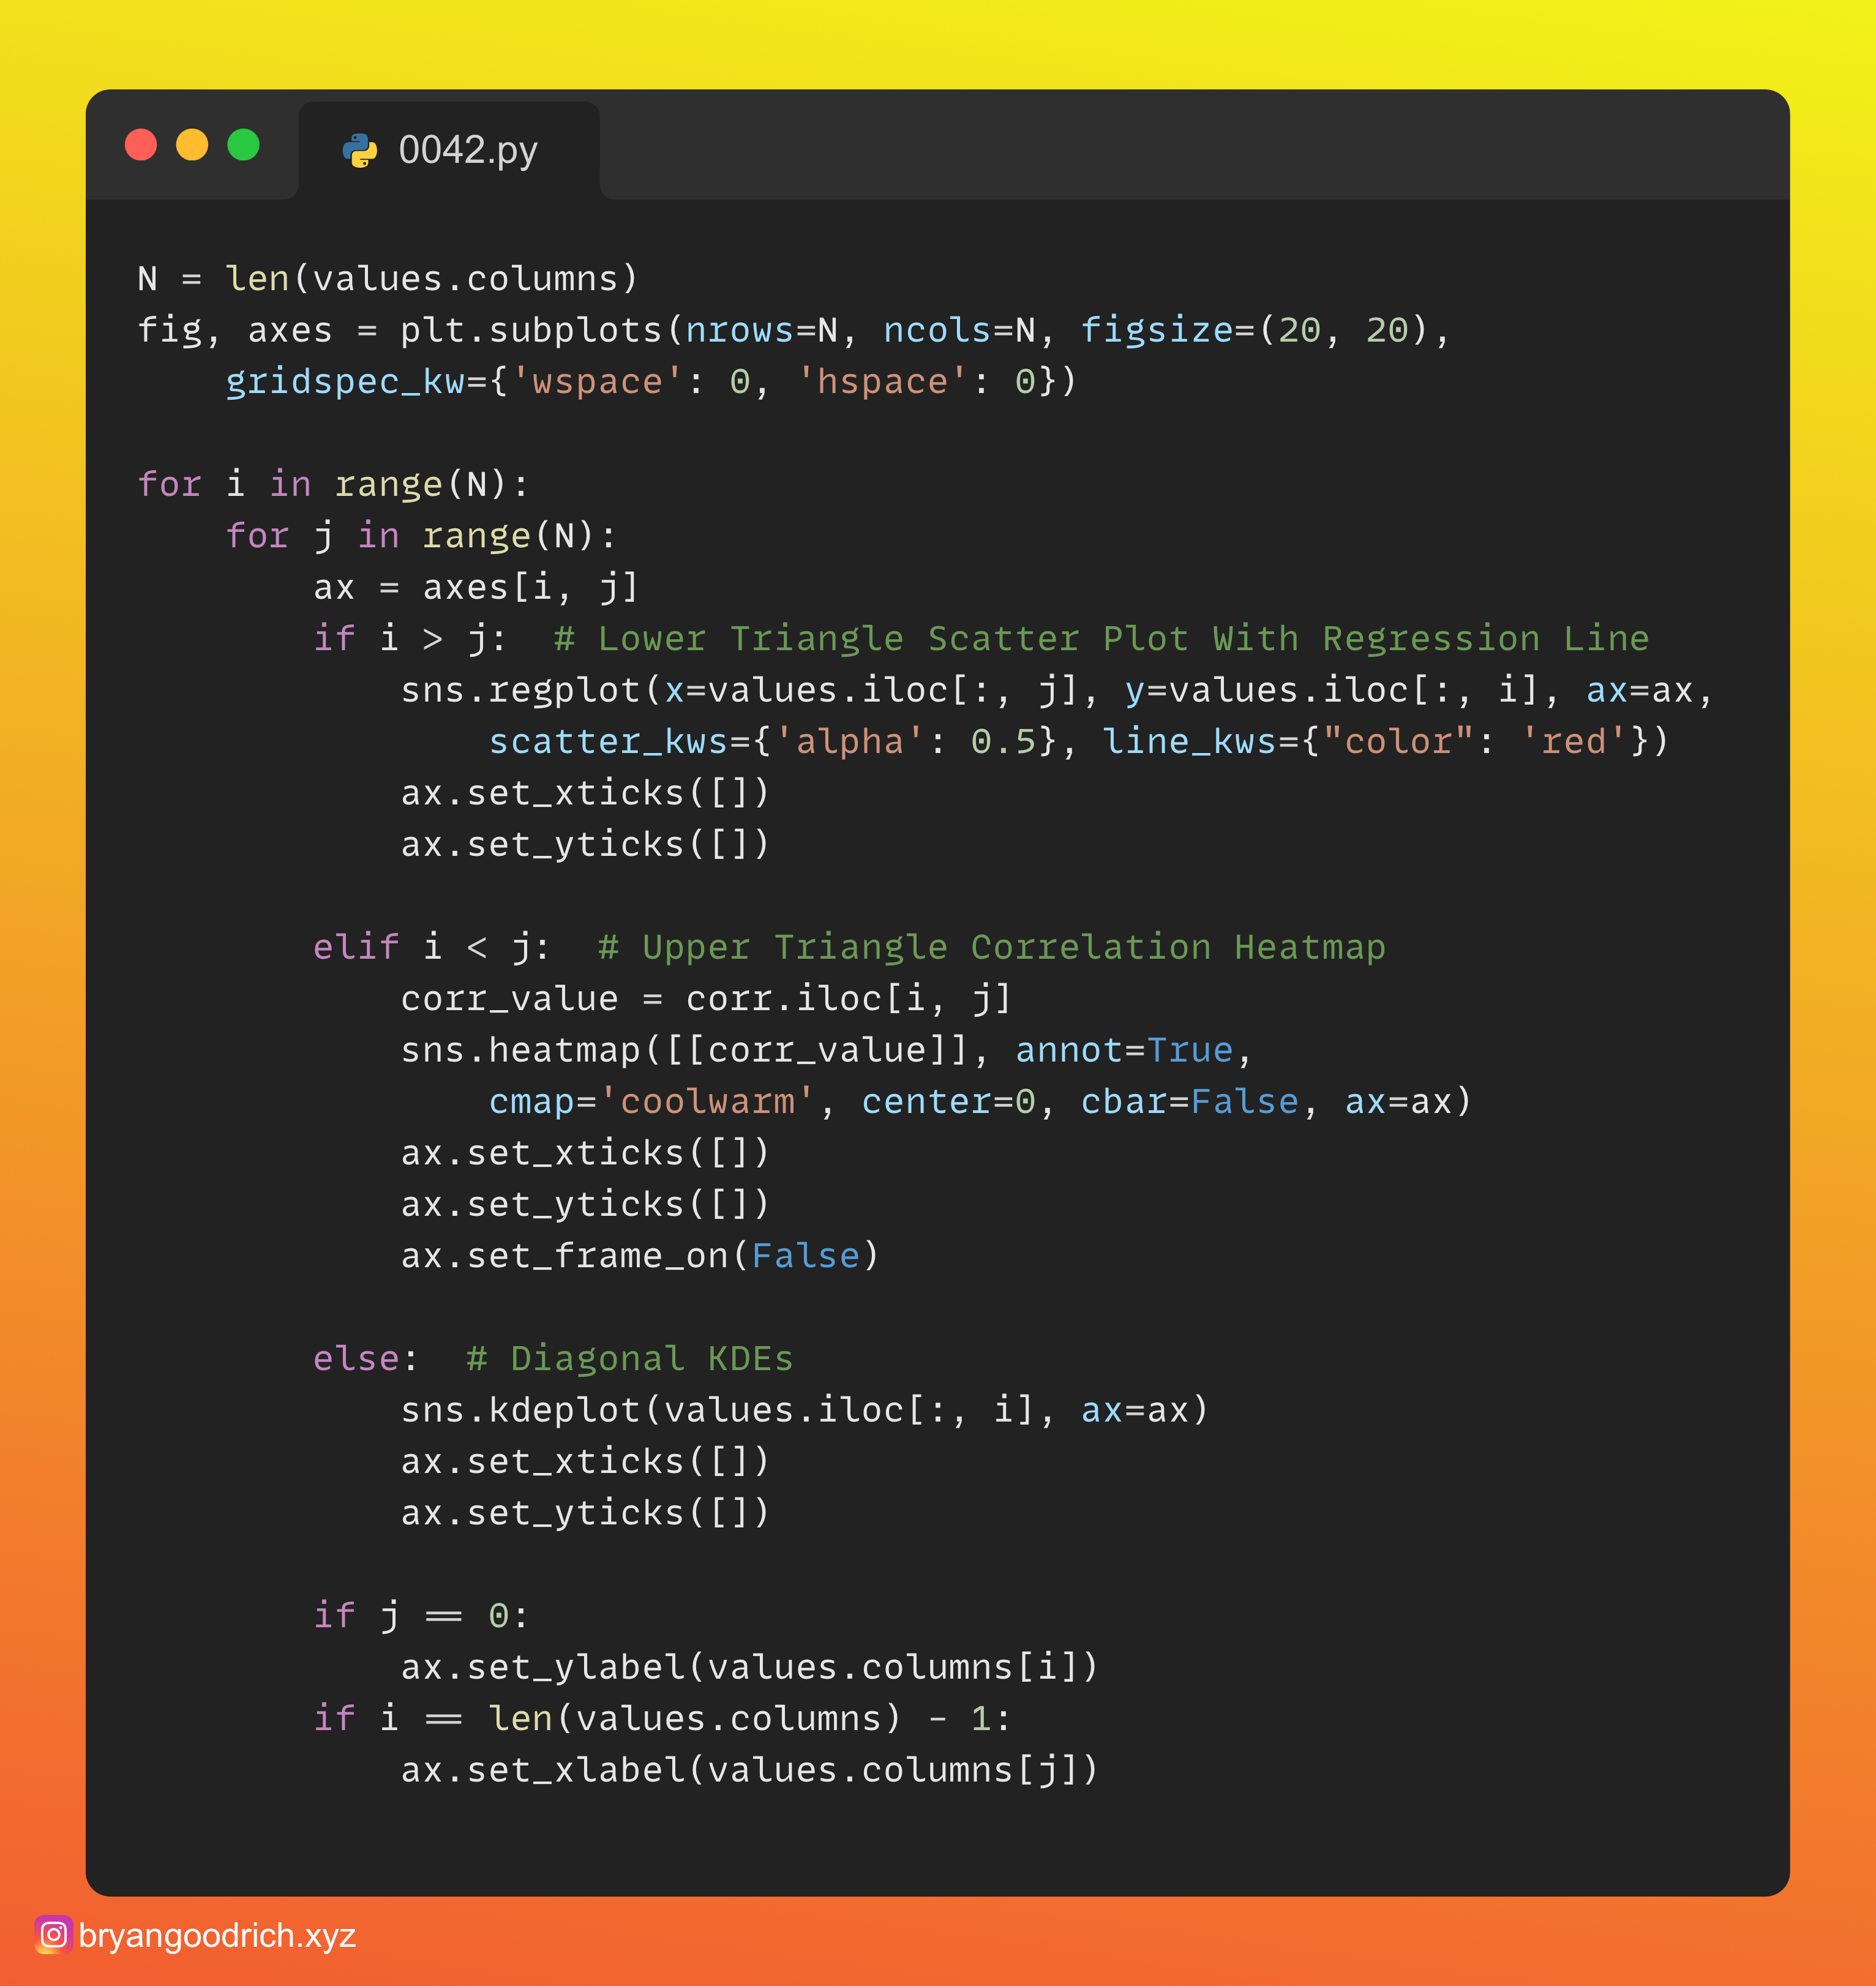 0042.py
N = len(values.columns)
fig, axes = plt.subplots(nrows=N, ncols=N, figsize=(20, 20),
    gridspec_kw={'wspace': 0, 'hspace': 0})

for i in range(N):
    for j in range(N):
        ax = axes[i, j]
        if i > j:  # Lower Triangle Scatter Plot With Regression Line
            sns.regplot(x=values.iloc[:, j], y=values.iloc[:, i], ax=ax,
                scatter_kws={'alpha': 0.5}, line_kws={"color": 'red'})
            ax.set_xticks([])
            ax.set_yticks([])

        elif i < j:  # Upper Triangle Correlation Heatmap
            corr_value = corr.iloc[i, j]
            sns.heatmap([[corr_value]], annot=True,
                cmap='coolwarm', center=0, cbar=False, ax=ax)
            ax.set_xticks([])
            ax.set_yticks([])
            ax.set_frame_on(False)

        else:  # Diagonal KDEs
            sns.kdeplot(values.iloc[:, i], ax=ax)
            ax.set_xticks([])
            ax.set_yticks([])

        if j == 0:
            ax.set_ylabel(values.columns[i])
        if i == len(values.columns) - 1:
            ax.set_xlabel(values.columns[j])
bryangoodrich.xyz